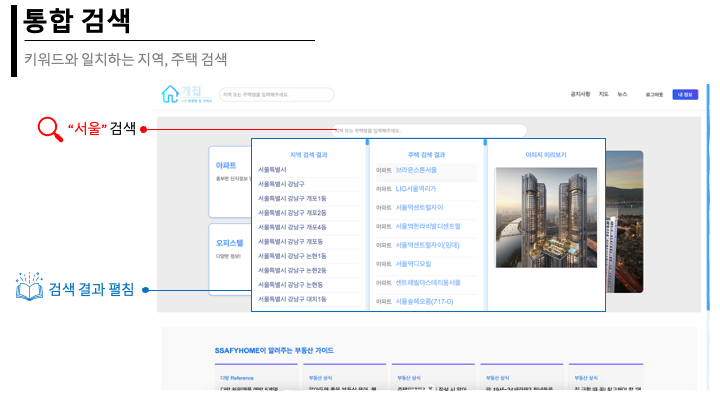 통합 검색
키워드와 일치하는 지역, 주택 검색
개집
지역 또는 주택명을 입력해주세요.
공지사항 지도 뉴스 로그아웃 내 정보
"서울" 검색
지역 또는 주택명을 입력해주세요.
지역 검색 결과
서울특별시
서울특별시 강남구
서울특별시 강남구 개포1동
서울특별시 강남구 개포2동
서울특별시 강남구 개포4동
서울특별시 강남구 개포동
서울특별시 강남구 논현1동
서울특별시 강남구 논현2동
서울특별시 강남구 논현동
서울특별시 강남구 대치1동
주택 검색 결과
아파트 브라운스톤서울
아파트 LIG서울역리가
아파트 서울역센트럴자이
아파트 서울역한라비발디센트럴
아파트 서울역센트럴자이(임대)
아파트 서울역디오빌
아파트 센트레빌아스테리움서울
아파트 서울숲헤오름(717-0)
이미지 미리보기
아파트
풍부한 단지정보
오피스텔
다양한 정보!
검색 결과 펼침
SSAFYHOME이 알려주는 부동산 가이드
다방 Reference
부동산 상식
부동산 상식
부동산 상식
부동산 상식